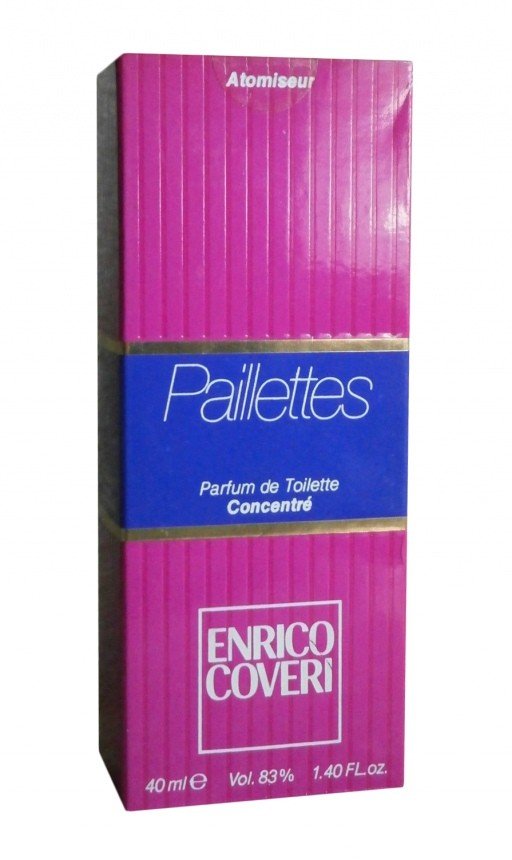 Atomiseur
Paillettes
Parfum de Toilette
Concentré
ENRICO
COVERI
40 ml ℮ Vol. 83% 1.40 FL.oz.